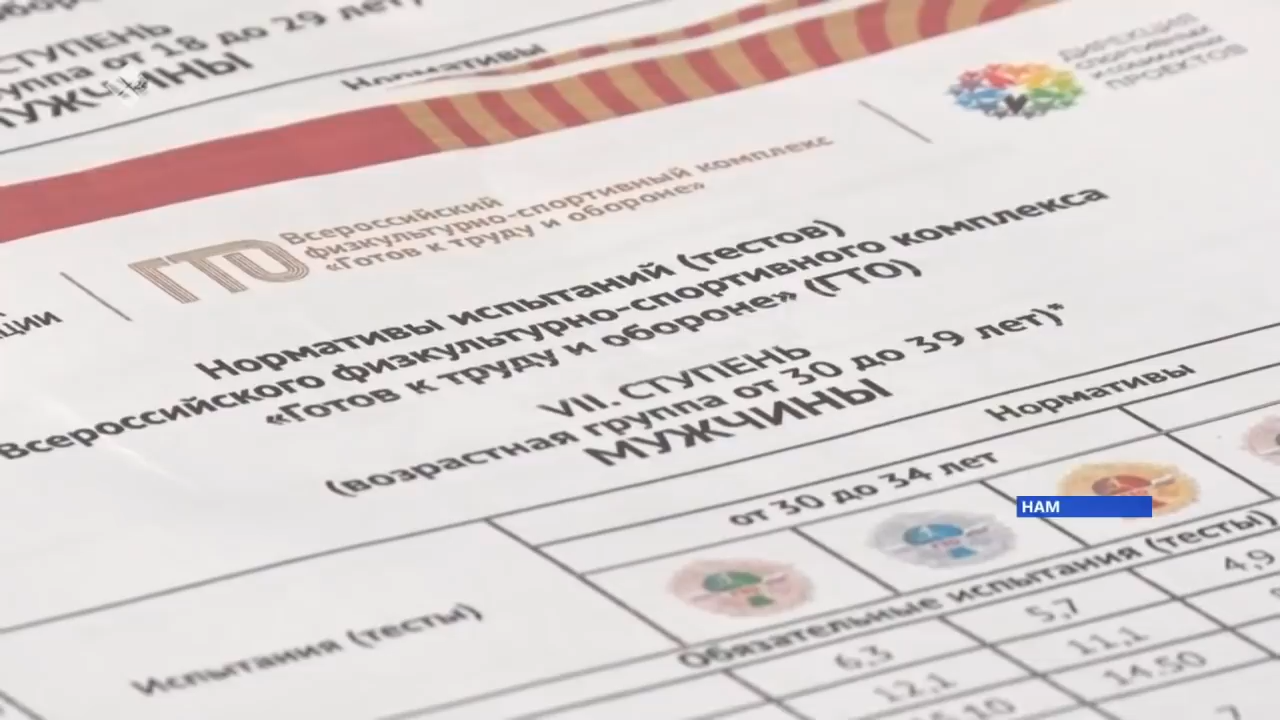 СТУПЕНЬ
группа от 18 до 29 лет)
МУЖЧИНЫ
Нормативы
ДИРЕКЦИЯ
СПОРТИВНЫХ
И СОЦИАЛЬНЫХ
ПРОЕКТОВ
ГТО
Всероссийский
физкультурно-спортивный комплекс
«Готов к труду и обороне»
Нормативы испытаний (тестов)
Всероссийского физкультурно-спортивного комплекса
«Готов к труду и обороне» (ГТО)
VII. СТУПЕНЬ
(возрастная группа от 30 до 39 лет)*
МУЖЧИНЫ
Нормативы
от 30 до 34 лет
НАМ
Испытания (тесты)
Обязательные испытания (тесты)
6,3 5,7 4,9
12,1 11,1
14.50
7